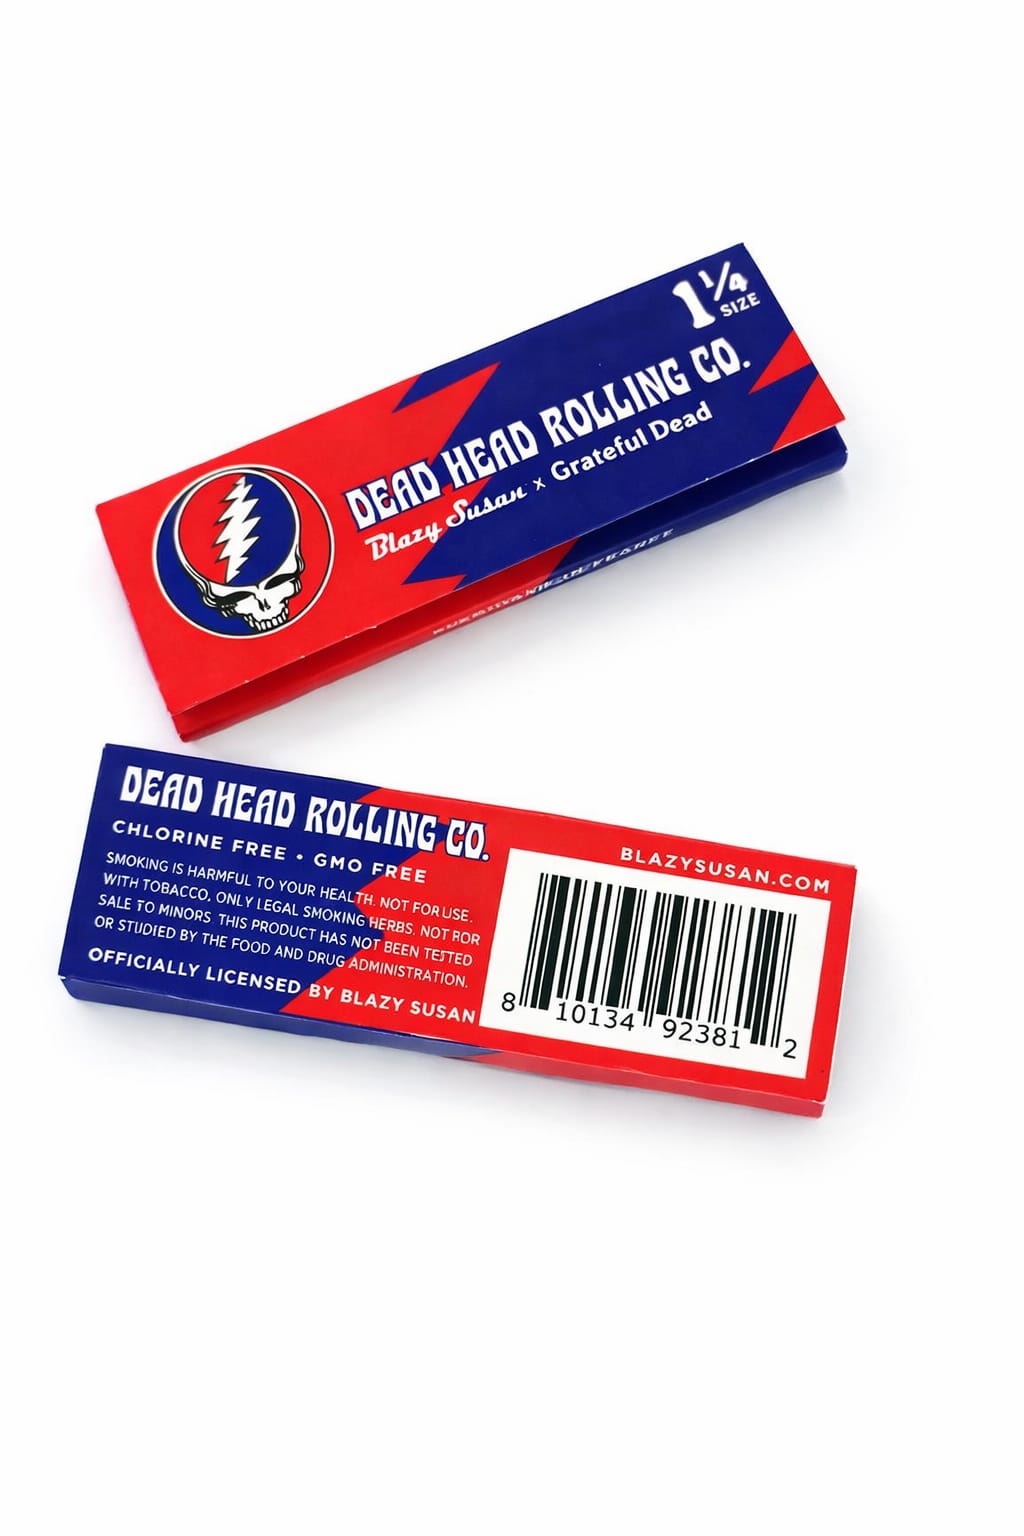 1 1/4
SIZE
DEAD HEAD ROLLING CO.
Blazy Susan x Grateful Dead
DEAD HEAD ROLLING CO.
CHLORINE FREE • GMO FREE
SMOKING IS HARMFUL TO YOUR HEALTH. NOT FOR USE.
WITH TOBACCO. ONLY LEGAL SMOKING HERBS. NOT FOR
SALE TO MINORS. THIS PRODUCT HAS NOT BEEN TESTED
OR STUDIED BY THE FOOD AND DRUG ADMINISTRATION.
OFFICIALLY LICENSED BY BLAZY SUSAN
BLAZYSUSAN.COM
8 10134 92381 2